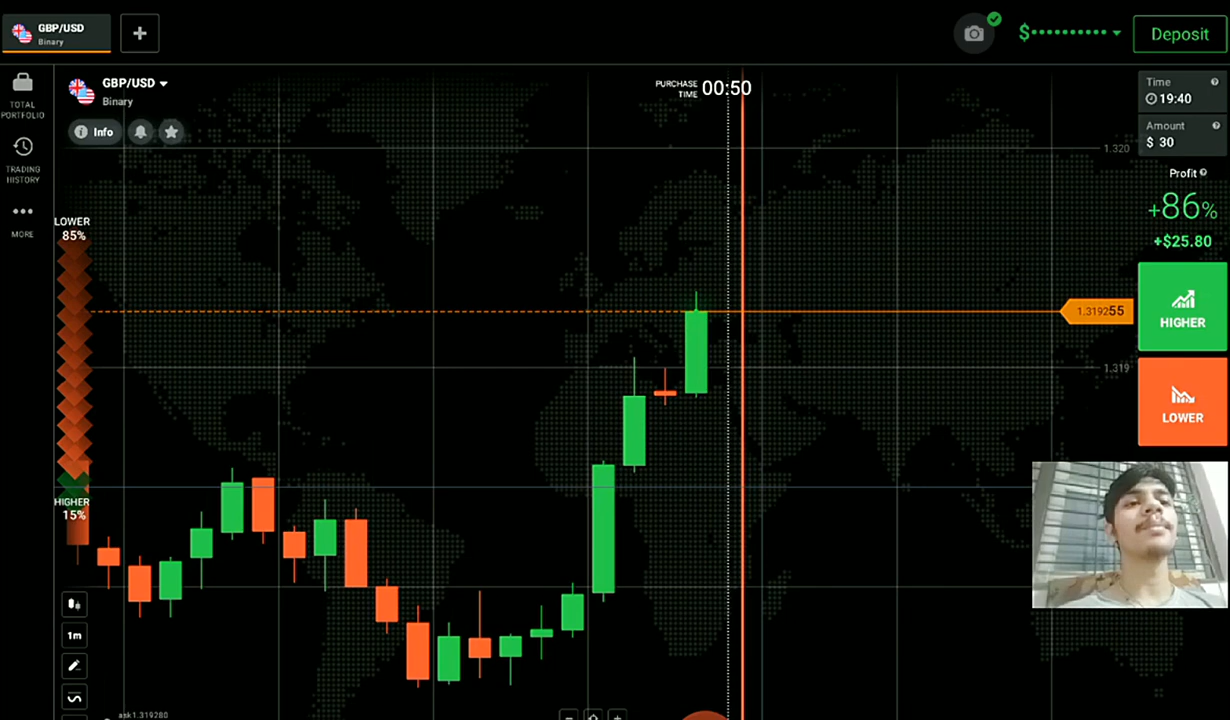 GBP/USD
Binary
+
$••••••••••
Deposit
TOTAL
PORTFOLIO
TRADING
HISTORY
MORE
GBP/USD
Binary
Info
PURCHASE
TIME
00:50
LOWER
85%
HIGHER
15%
1m
ask1.319280
1.320
1.319
1.319255
Time
19:40
Amount
$ 30
Profit
+86%
+$25.80
HIGHER
LOWER